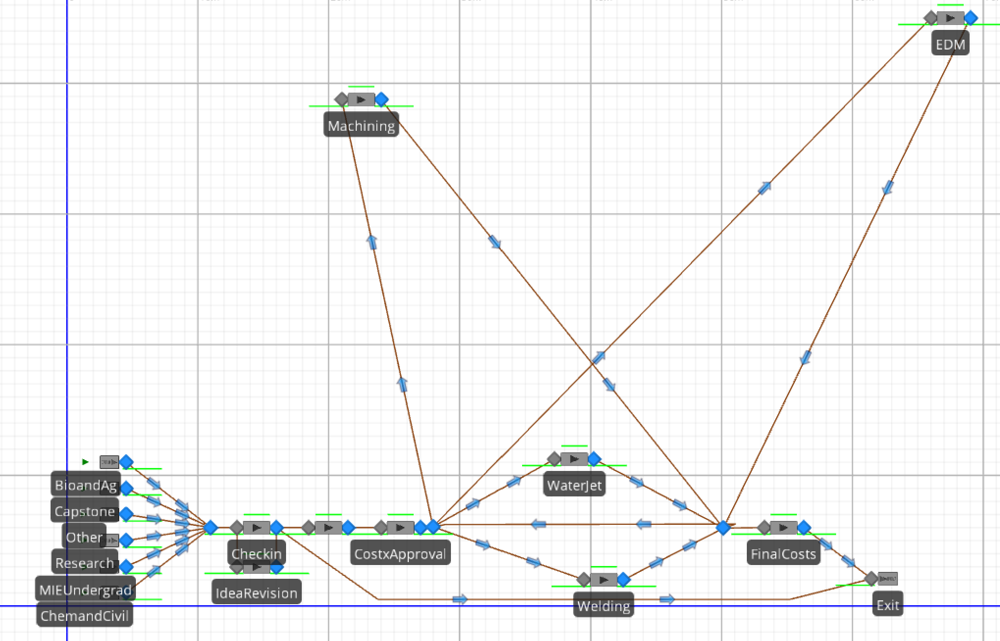 EDM
Machining
WaterJet
BioandAg
Capstone
Other
Research
MIEUndergrad
ChemandCivil
Checkin
IdeaRevision
CostxApproval
Welding
FinalCosts
Exit